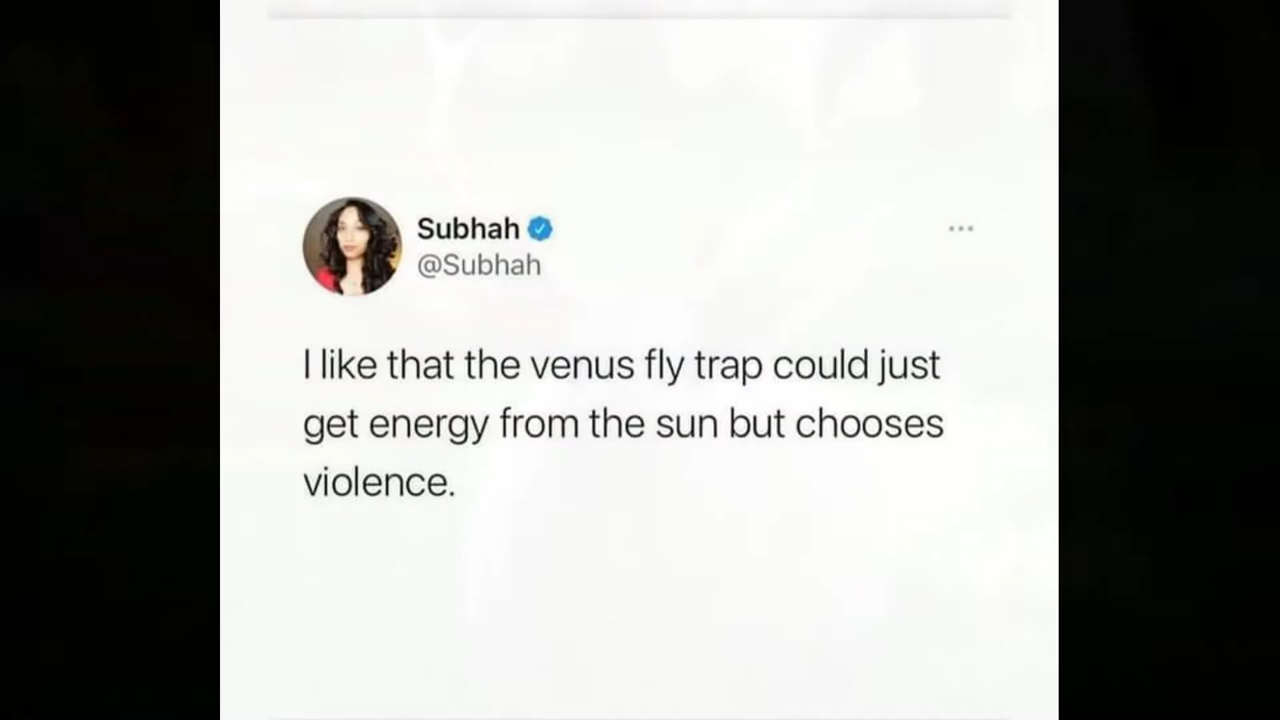 Subhah
@Subhah
I like that the venus fly trap could just
get energy from the sun but chooses
violence.